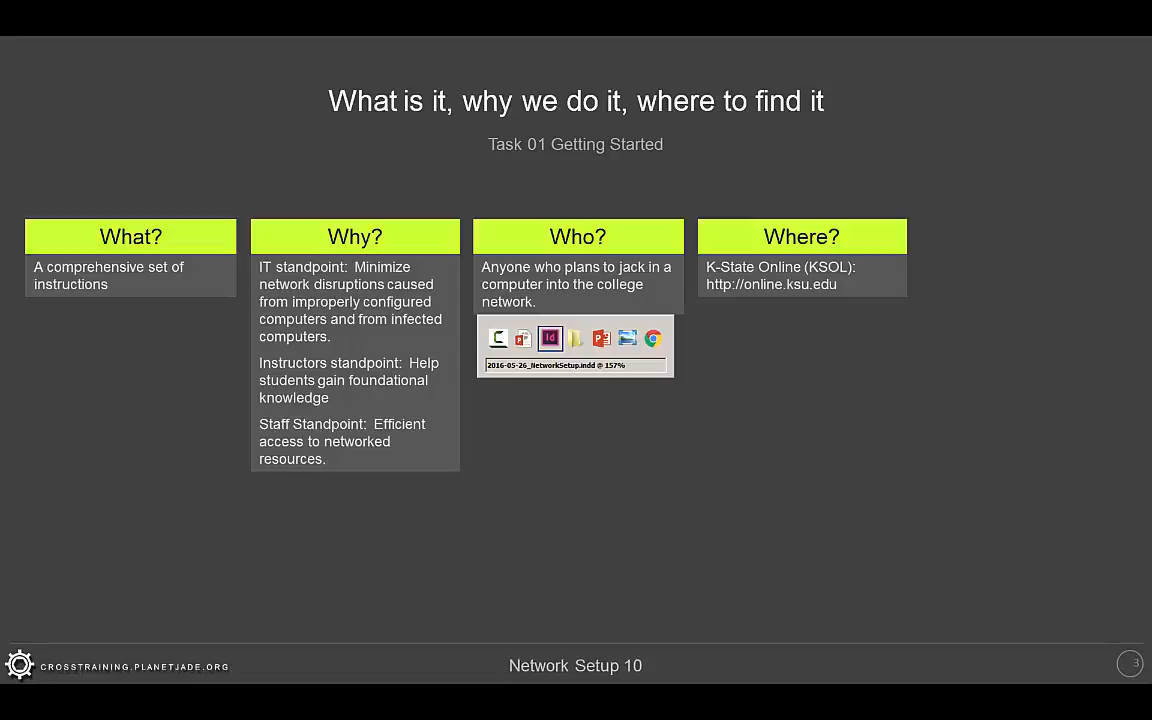 What is it, why we do it, where to find it
Task 01 Getting Started
What?
A comprehensive set of
instructions
Why?
IT standpoint: Minimize
network disruptions caused
from improperly configured
computers and from infected
computers.
Instructors standpoint: Help
students gain foundational
knowledge
Staff Standpoint: Efficient
access to networked
resources.
Who?
Anyone who plans to jack in a
computer into the college
network.
Id
2016-05-26_NetworkSetup.indd @ 157%
Where?
K-State Online (KSOL):
http://online.ksu.edu
CROSSTRAINING.PLANETJADE.ORG
Network Setup 10
3